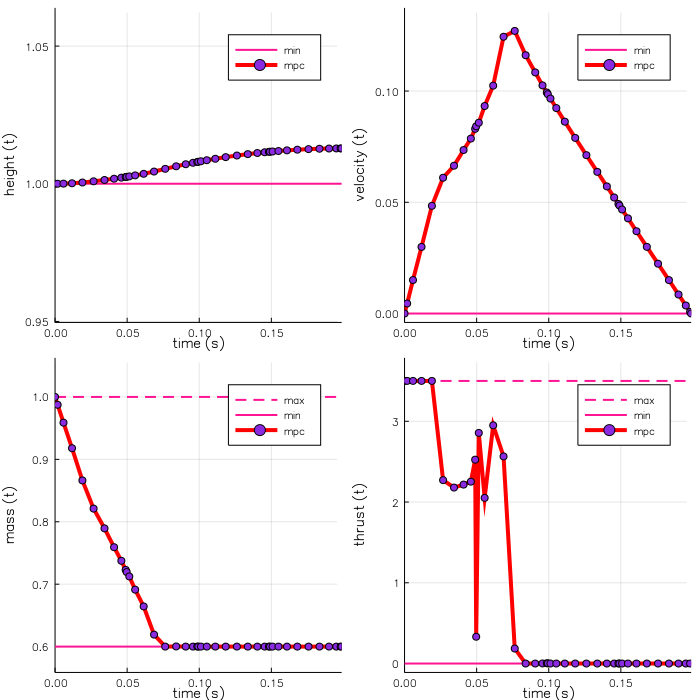 1.05
1.00
0.95
height (t)
min
mpc
0.00
0.05
0.10
0.15
time (s)
0.10
0.05
0.00
velocity (t)
min
mpc
0.00
0.05
0.10
0.15
time (s)
1.0
0.9
0.8
0.7
0.6
mass (t)
max
min
mpc
0.00
0.05
0.10
0.15
time (s)
3
2
1
0
thrust (t)
max
min
mpc
0.00
0.05
0.10
0.15
time (s)